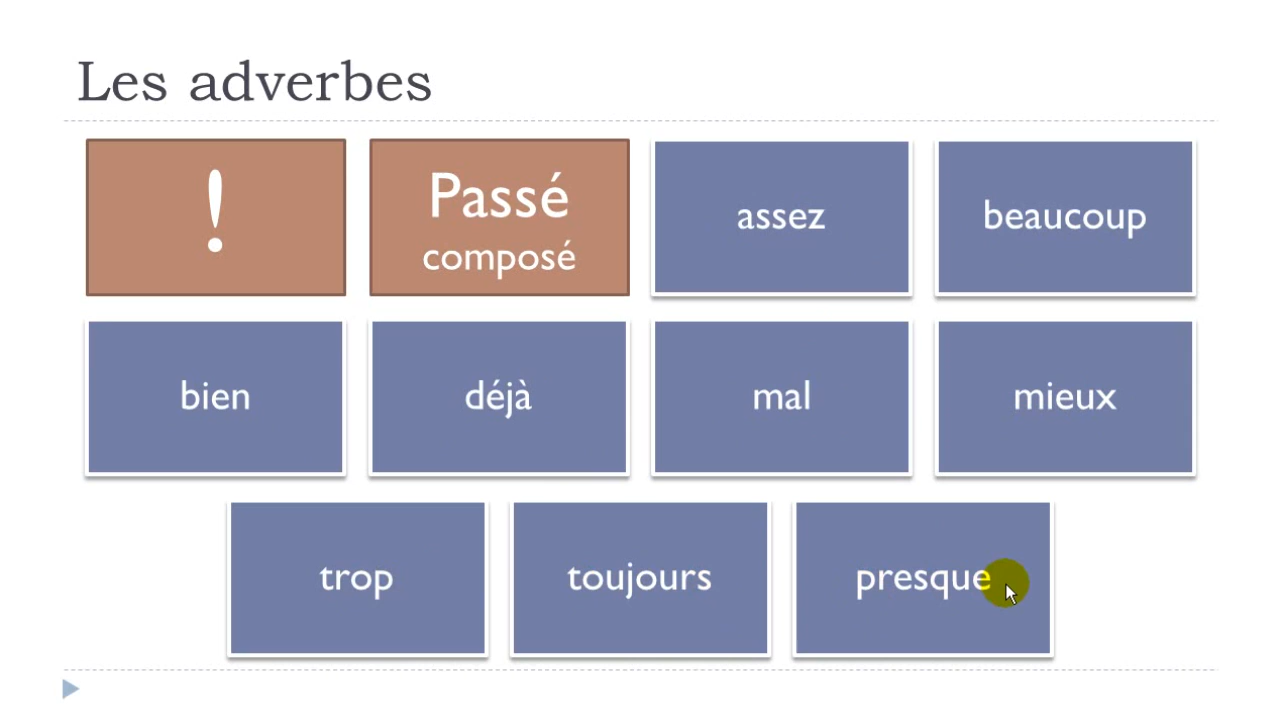 Les adverbes
!
Passé
composé
assez
beaucoup
bien
déjà
mal
mieux
trop
toujours
presque